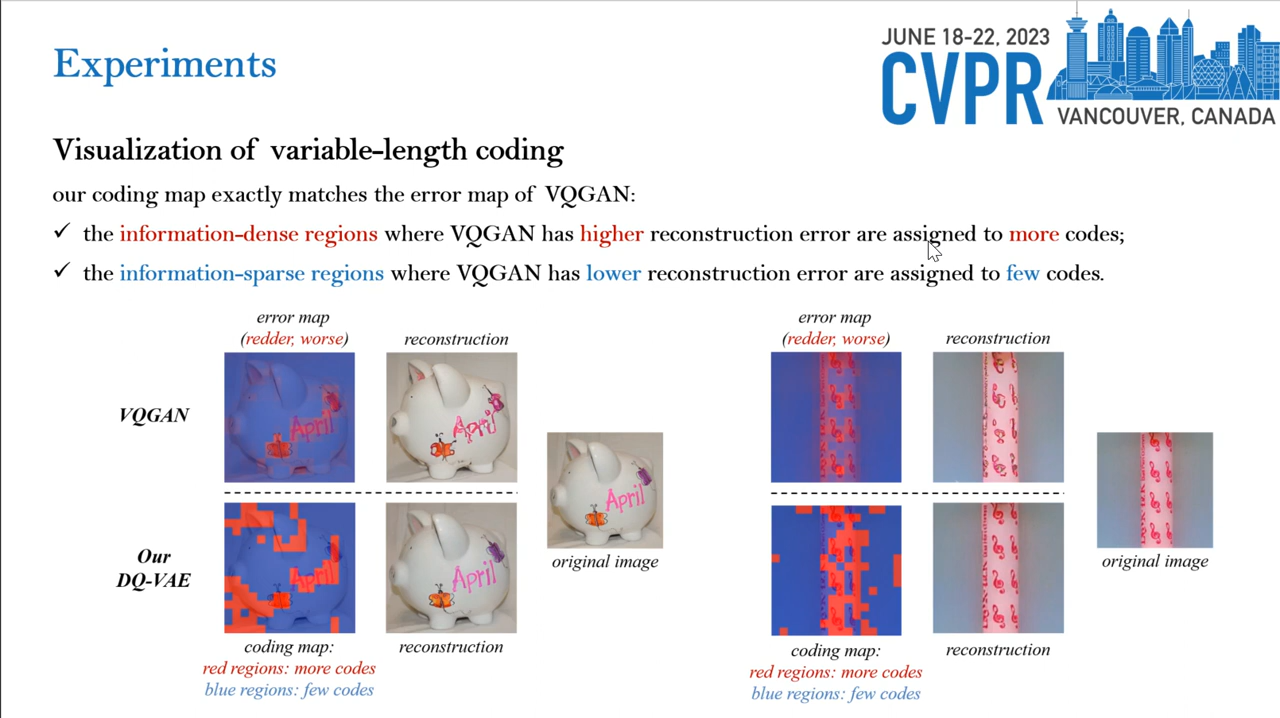 Experiments
JUNE 18-22, 2023
CVPR
VANCOUVER, CANADA
Visualization of variable-length coding
our coding map exactly matches the error map of VQGAN:
✓ the information-dense regions where VQGAN has higher reconstruction error are assigned to more codes;
✓ the information-sparse regions where VQGAN has lower reconstruction error are assigned to few codes.
error map
(redder, worse)
reconstruction
VQGAN
April
April
April
original image
Our
DQ-VAE
April
April
coding map:
red regions: more codes
blue regions: few codes
reconstruction
error map
(redder, worse)
reconstruction
original image
coding map:
red regions: more codes
blue regions: few codes
reconstruction